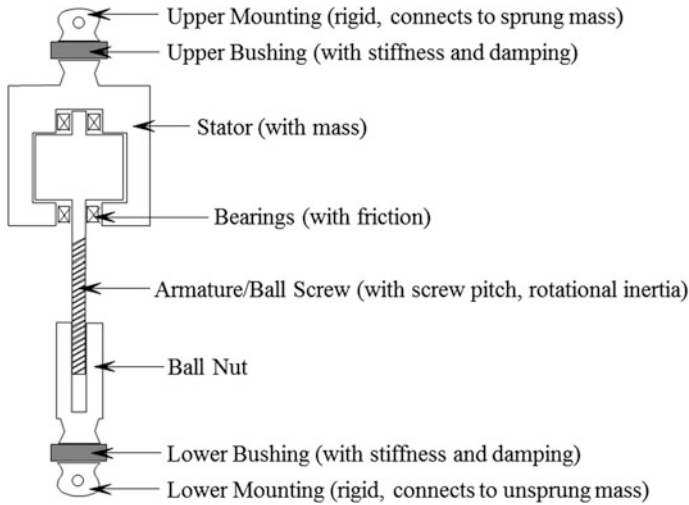 Upper Mounting (rigid, connects to sprung mass)
Upper Bushing (with stiffness and damping)
Stator (with mass)
Bearings (with friction)
Armature/Ball Screw (with screw pitch, rotational inertia)
Ball Nut
Lower Bushing (with stiffness and damping)
Lower Mounting (rigid, connects to unsprung mass)